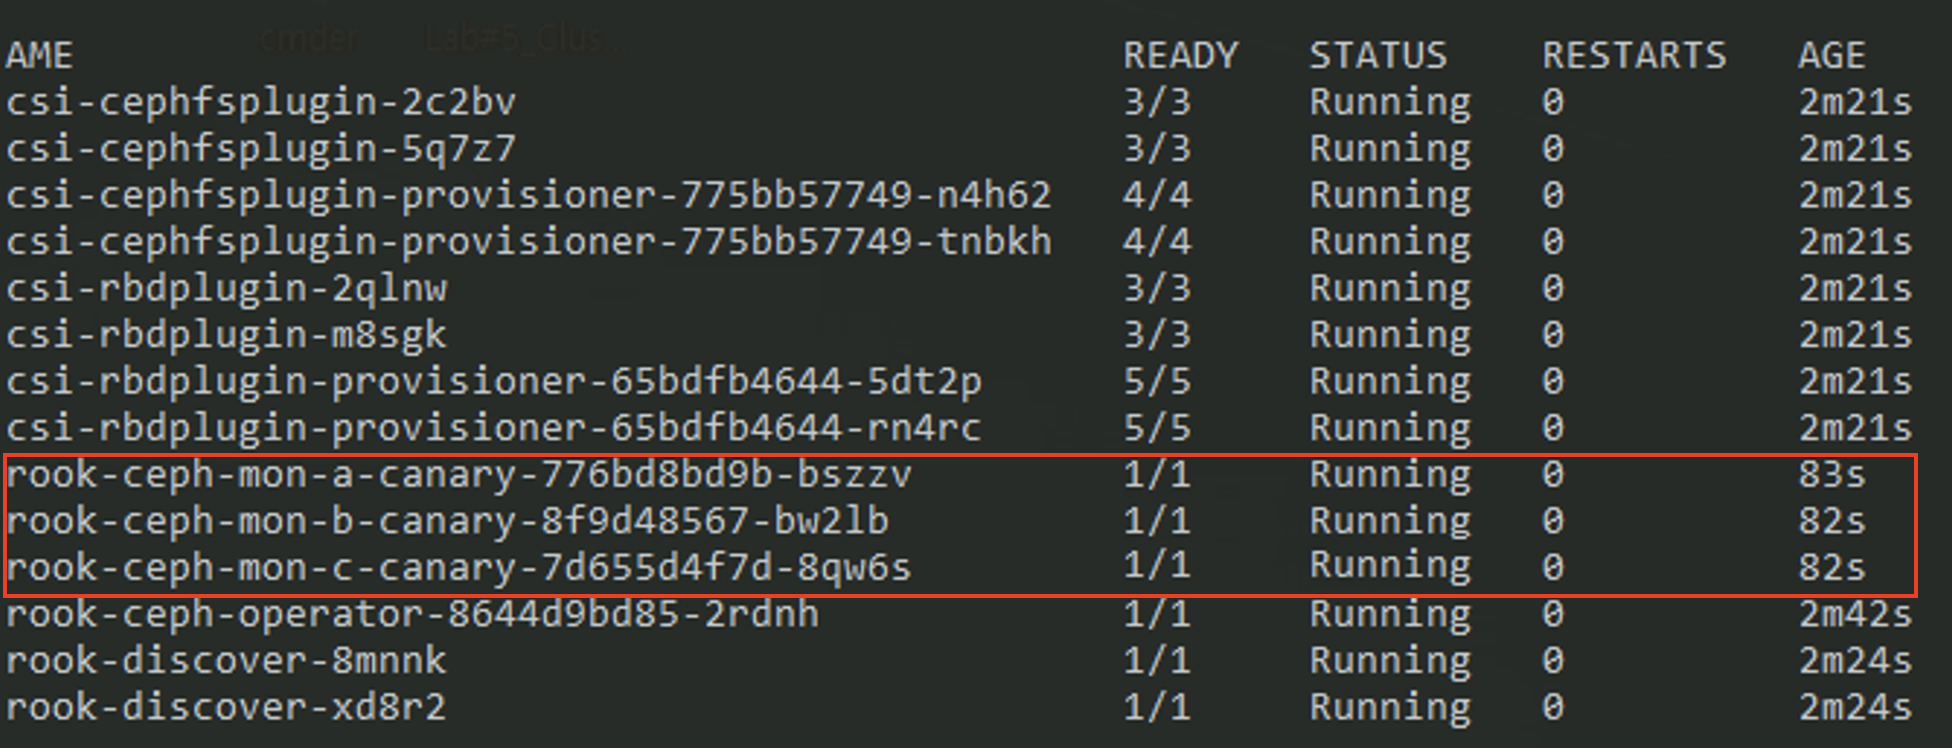 cmder Lab#5_Clus..
AME READY STATUS RESTARTS AGE
csi-cephfsplugin-2c2bv 3/3 Running 0 2m21s
csi-cephfsplugin-5q7z7 3/3 Running 0 2m21s
csi-cephfsplugin-provisioner-775bb57749-n4h62 4/4 Running 0 2m21s
csi-cephfsplugin-provisioner-775bb57749-tnbkh 4/4 Running 0 2m21s
csi-rbdplugin-2qlnw 3/3 Running 0 2m21s
csi-rbdplugin-m8sgk 3/3 Running 0 2m21s
csi-rbdplugin-provisioner-65bdfb4644-5dt2p 5/5 Running 0 2m21s
csi-rbdplugin-provisioner-65bdfb4644-rn4rc 5/5 Running 0 2m21s
rook-ceph-mon-a-canary-776bd8bd9b-bszzv 1/1 Running 0 83s
rook-ceph-mon-b-canary-8f9d48567-bw2lb 1/1 Running 0 82s
rook-ceph-mon-c-canary-7d655d4f7d-8qw6s 1/1 Running 0 82s
rook-ceph-operator-8644d9bd85-2rdnh 1/1 Running 0 2m42s
rook-discover-8mnnk 1/1 Running 0 2m24s
rook-discover-xd8r2 1/1 Running 0 2m24s